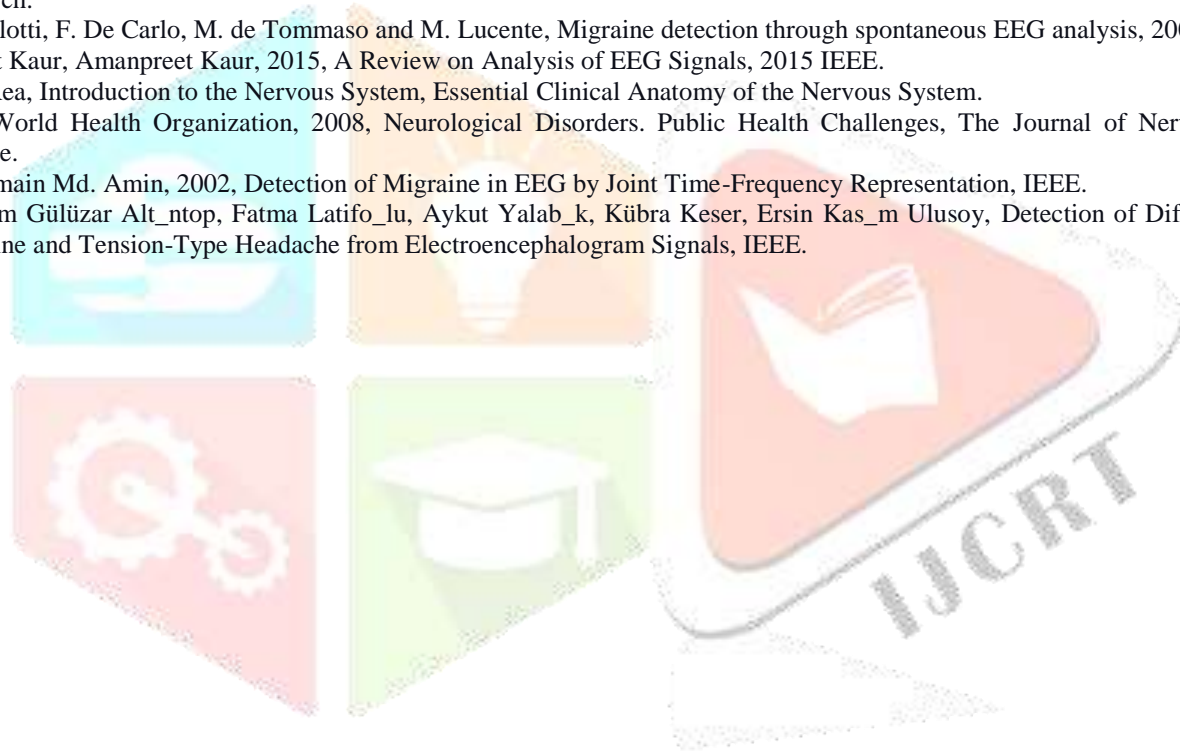 lotti, F. De Carlo, M. de Tommaso and M. Lucente, Migraine detection through spontaneous EEG analysis, 200
t Kaur, Amanpreet Kaur, 2015, A Review on Analysis of EEG Signals, 2015 IEEE.
ea, Introduction to the Nervous System, Essential Clinical Anatomy of the Nervous System.
World Health Organization, 2008, Neurological Disorders. Public Health Challenges, The Journal of Nerv
e.
main Md. Amin, 2002, Detection of Migraine in EEG by Joint Time-Frequency Representation, IEEE.
m Gülüzar Alt_ntop, Fatma Latifo_lu, Aykut Yalab_k, Kübra Keser, Ersin Kas_m Ulusoy, Detection of Dif
ne and Tension-Type Headache from Electroencephalogram Signals, IEEE.
IJCRT